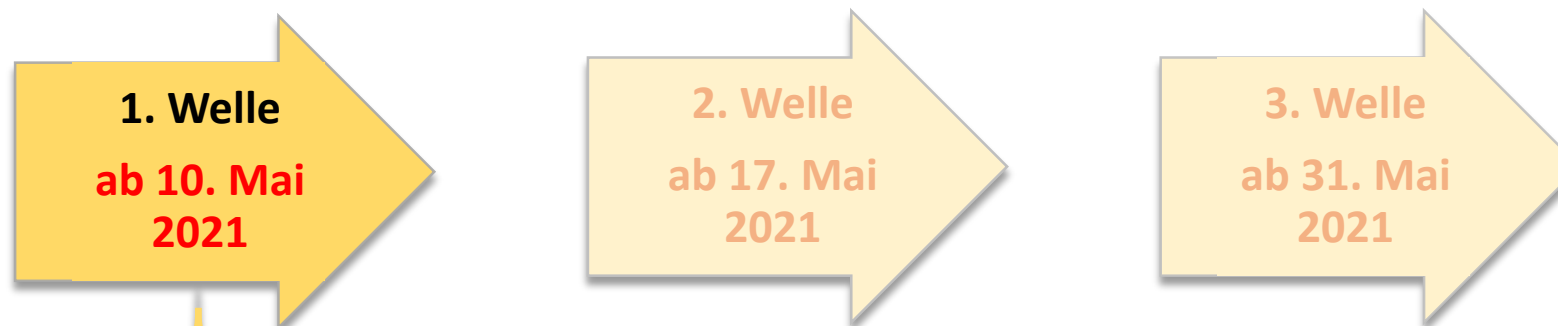 1. Welle
ab 10. Mai
2021
2. Welle
ab 17. Mai
2021
3. Welle
ab 31. Mai
2021